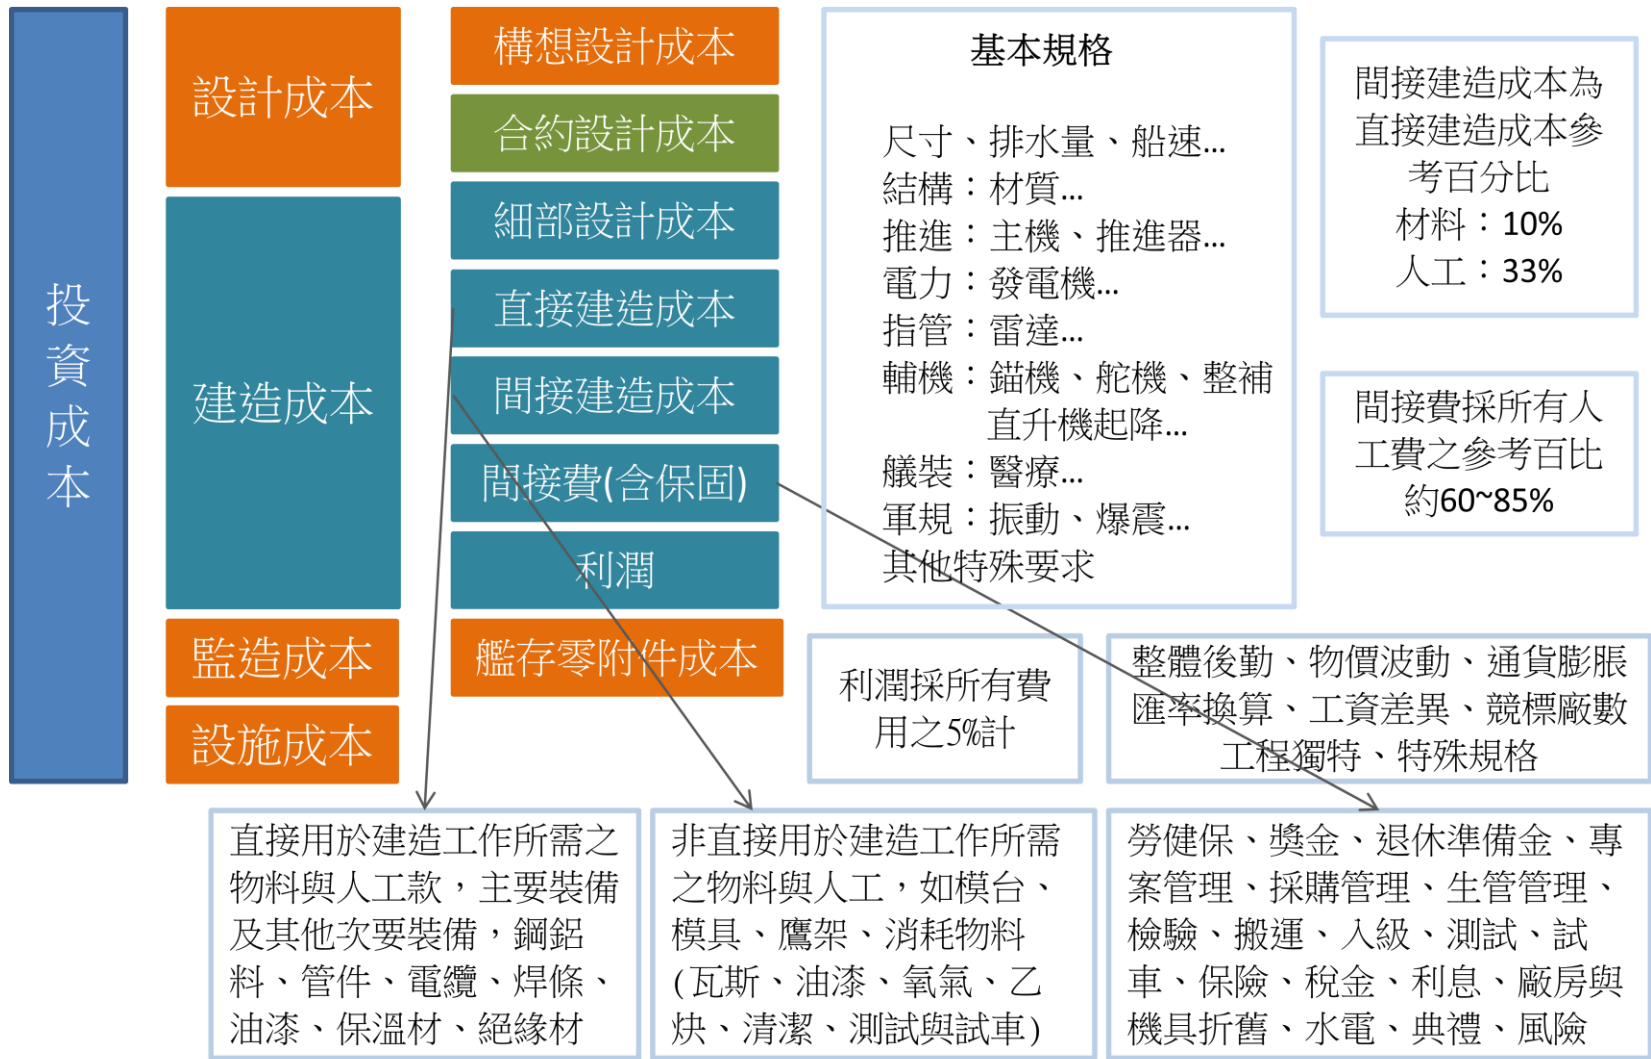 投資成本
設計成本
建造成本
監造成本
設施成本
構想設計成本
合約設計成本
細部設計成本
直接建造成本
間接建造成本
間接費(含保固)
利潤
艦存零附件成本
基本規格
尺寸、排水量、船速...
結構：材質...
推進：主機、推進器...
電力：發電機...
指管：雷達...
輔機：錨機、舵機、整補
直升機起降...
艤裝：醫療...
軍規：振動、爆震...
其他特殊要求
間接建造成本為
直接建造成本參
考百分比
材料：10%
人工：33%
間接費採所有人
工費之參考百比
約60~85%
利潤採所有費
用之5%計
整體後勤、物價波動、通貨膨脹
匯率換算、工資差異、競標廠數
工程獨特、特殊規格
直接用於建造工作所需之
物料與人工款，主要裝備
及其他次要裝備，鋼鋁
料、管件、電纜、焊條、
油漆、保溫材、絕緣材
非直接用於建造工作所需
之物料與人工，如模台、
模具、鷹架、消耗物料
(瓦斯、油漆、氧氣、乙
炔、清潔、測試與試車)
勞健保、獎金、退休準備金、專
案管理、採購管理、生管管理、
檢驗、搬運、入級、測試、試
車、保險、稅金、利息、廠房與
機具折舊、水電、典禮、風險